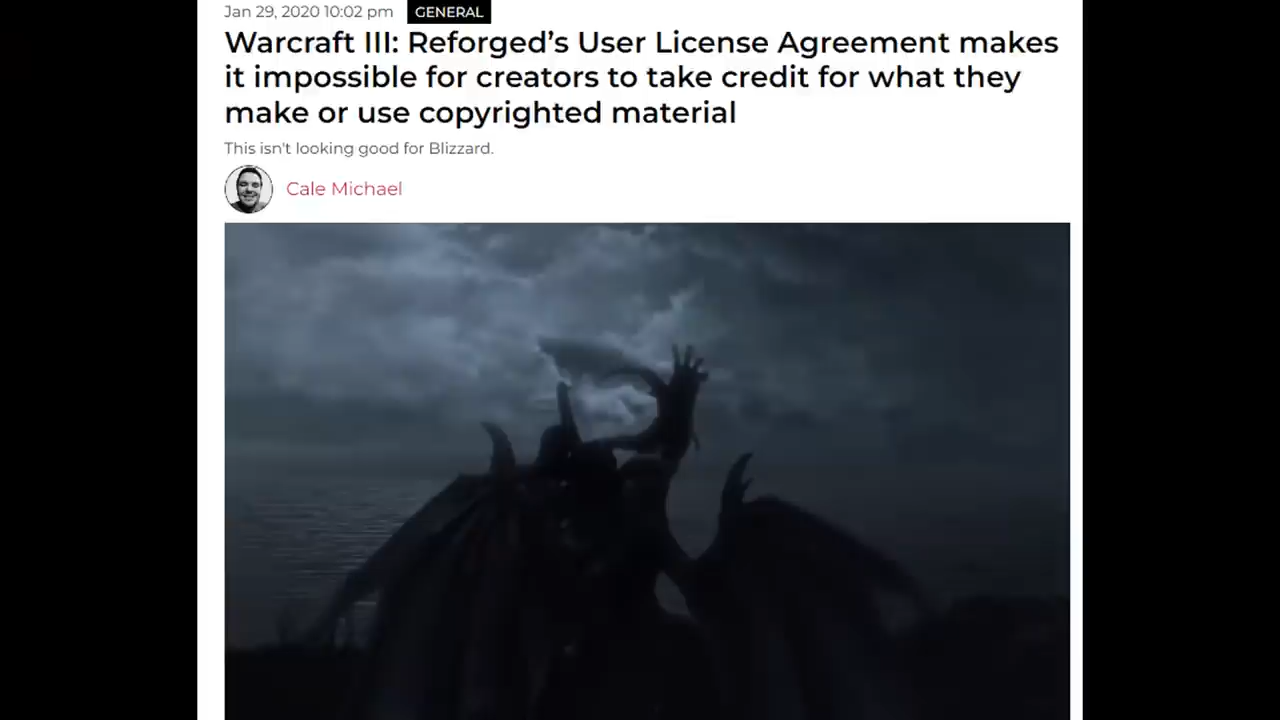 Jan 29, 2020 10:02 pm GENERAL
Warcraft III: Reforged’s User License Agreement makes
it impossible for creators to take credit for what they
make or use copyrighted material
This isn't looking good for Blizzard.
Cale Michael